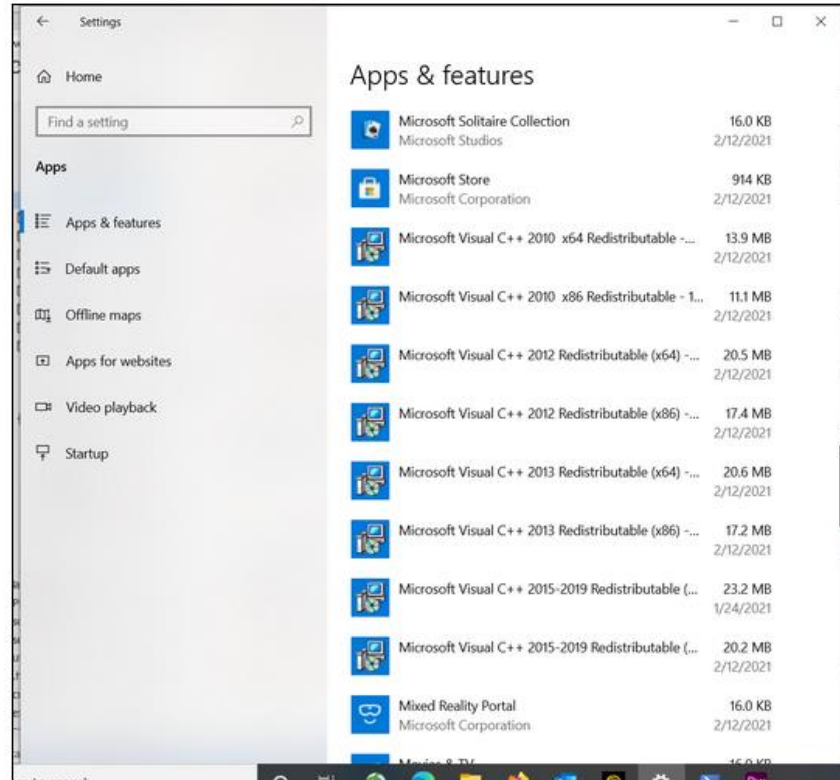 Settings
Home
Find a setting
Apps
Apps & features
Default apps
Offline maps
Apps for websites
Video playback
Startup
Apps & features
Microsoft Solitaire Collection 16.0 KB
Microsoft Studios 2/12/2021
Microsoft Store 914 KB
Microsoft Corporation 2/12/2021
Microsoft Visual C++ 2010 x64 Redistributable -... 13.9 MB
2/12/2021
Microsoft Visual C++ 2010 x86 Redistributable - 1... 11.1 MB
2/12/2021
Microsoft Visual C++ 2012 Redistributable (x64) -... 20.5 MB
2/12/2021
Microsoft Visual C++ 2012 Redistributable (x86) -... 17.4 MB
2/12/2021
Microsoft Visual C++ 2013 Redistributable (x64) -... 20.6 MB
2/12/2021
Microsoft Visual C++ 2013 Redistributable (x86) -... 17.2 MB
2/12/2021
Microsoft Visual C++ 2015-2019 Redistributable (... 23.2 MB
1/24/2021
Microsoft Visual C++ 2015-2019 Redistributable (... 20.2 MB
2/12/2021
Mixed Reality Portal 16.0 KB
Microsoft Corporation 2/12/2021
Movies & TV 16.0 KB